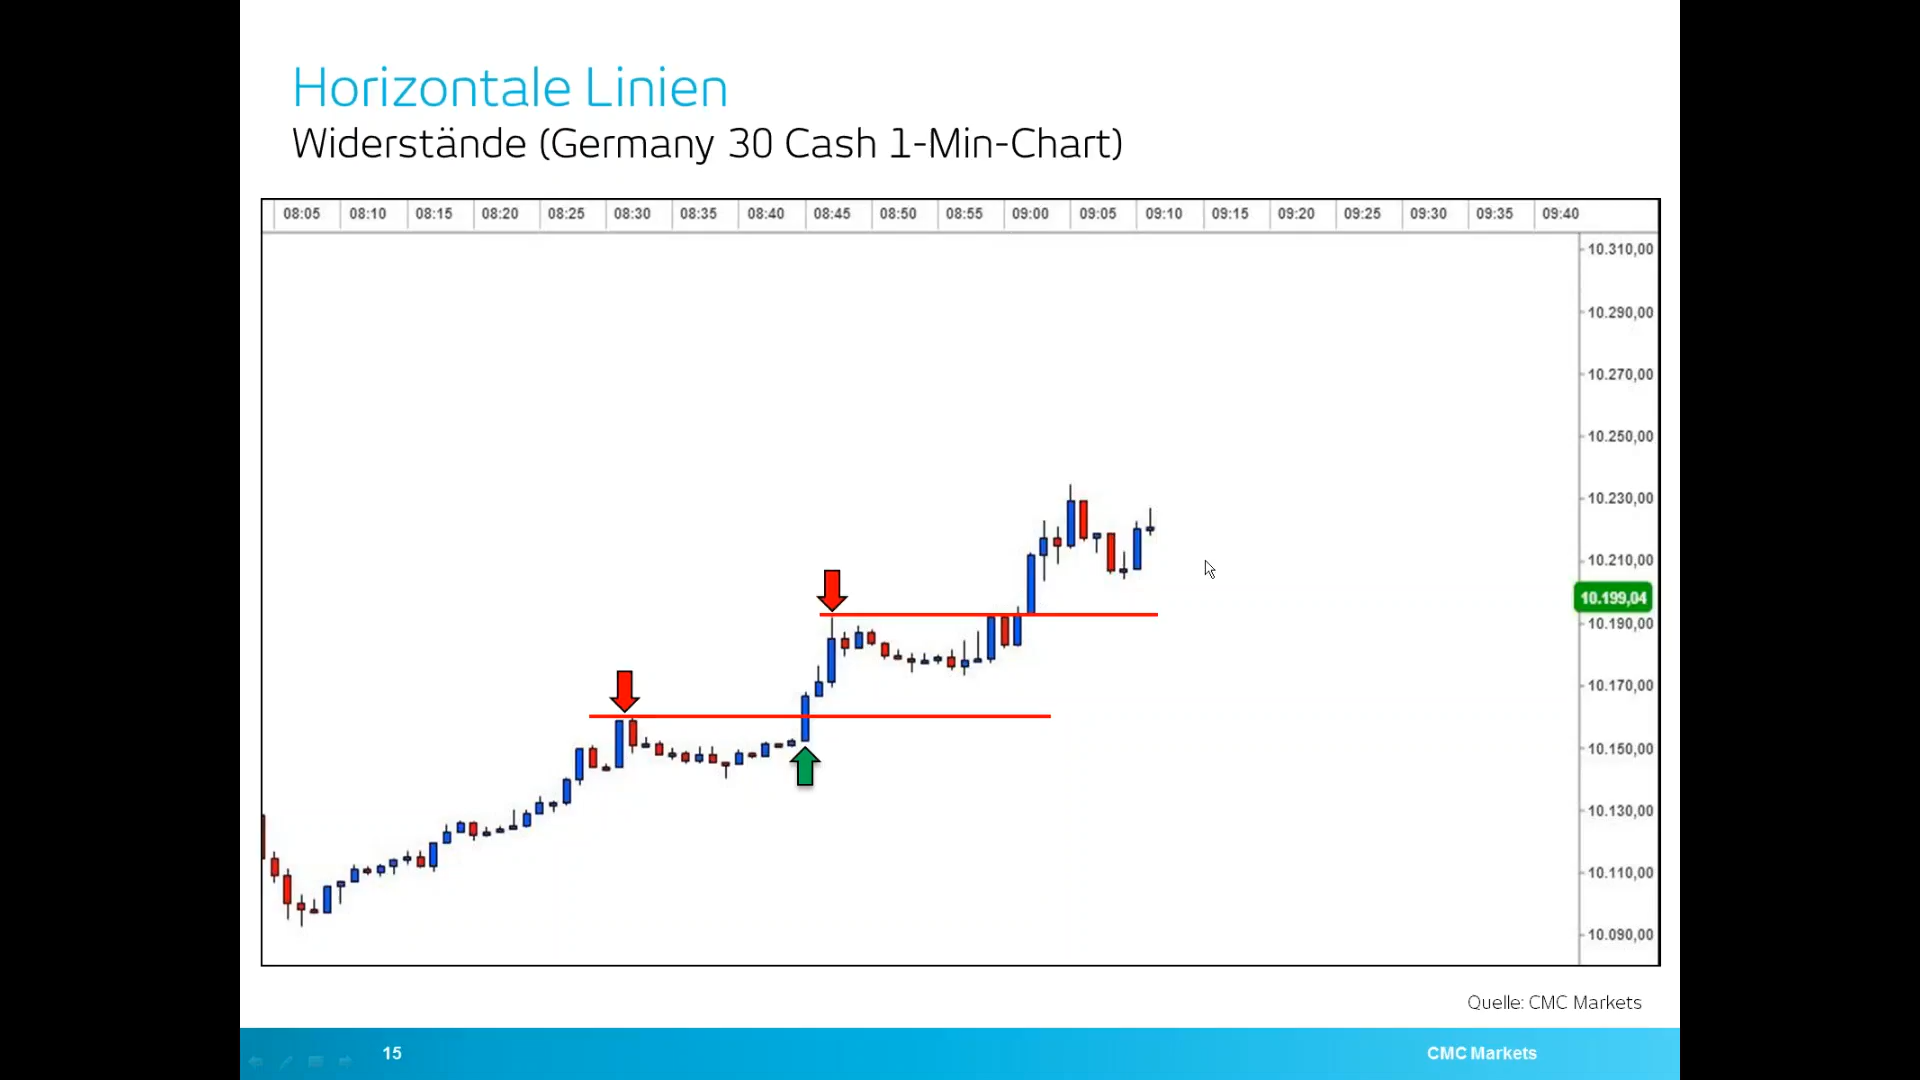 Horizontale Linien
Widerstände (Germany 30 Cash 1-Min-Chart)
08:05 08:10 08:15 08:20 08:25 08:30 08:35 08:40 08:45 08:50 08:55 09:00 09:05 09:10 09:15 09:20 09:25 09:30 09:35 09:40
10.310,00
10.290,00
10.270,00
10.250,00
10.230,00
10.210,00
10.199,04
10.190,00
10.170,00
10.150,00
10.130,00
10.110,00
10.090,00
Quelle: CMC Markets
15
CMC Markets